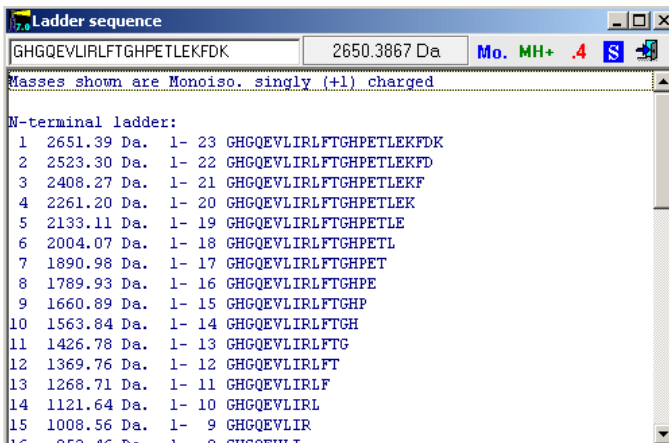 7.0 Ladder sequence
GHGQEVLIRLFTGHPETLEKFDK 2650.3867 Da Mo. MH+ .4 S
Masses shown are Monoiso. singly (+1) charged
N-terminal ladder:
1 2651.39 Da. 1- 23 GHGQEVLIRLFTGHPETLEKFDK
2 2523.30 Da. 1- 22 GHGQEVLIRLFTGHPETLEKFD
3 2408.27 Da. 1- 21 GHGQEVLIRLFTGHPETLEKF
4 2261.20 Da. 1- 20 GHGQEVLIRLFTGHPETLEK
5 2133.11 Da. 1- 19 GHGQEVLIRLFTGHPETLE
6 2004.07 Da. 1- 18 GHGQEVLIRLFTGHPETL
7 1890.98 Da. 1- 17 GHGQEVLIRLFTGHPET
8 1789.93 Da. 1- 16 GHGQEVLIRLFTGHPE
9 1660.89 Da. 1- 15 GHGQEVLIRLFTGHP
10 1563.84 Da. 1- 14 GHGQEVLIRLFTGH
11 1426.78 Da. 1- 13 GHGQEVLIRLFTG
12 1369.76 Da. 1- 12 GHGQEVLIRLFT
13 1268.71 Da. 1- 11 GHGQEVLIRLF
14 1121.64 Da. 1- 10 GHGQEVLIRL
15 1008.56 Da. 1- 9 GHGQEVLIR